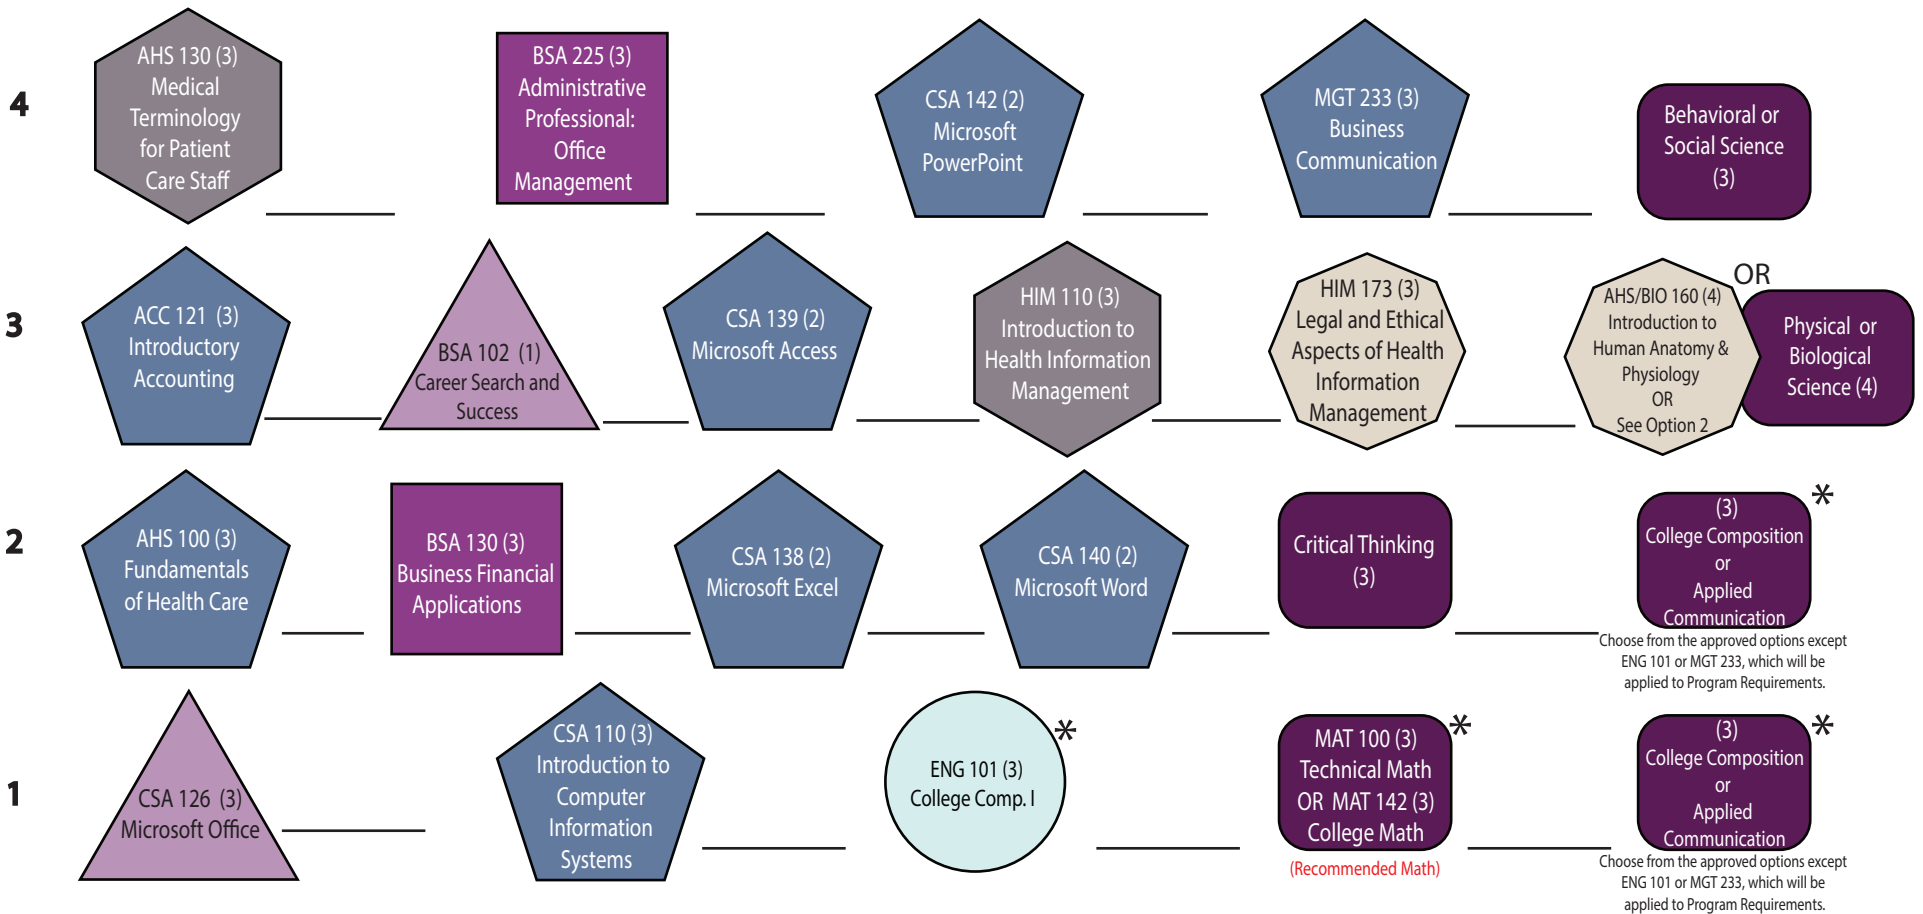 4
AHS 130 (3)
Medical
Terminology
for Patient
Care Staff
BSA 225 (3)
Administrative
Professional:
Office
Management
CSA 142 (2)
Microsoft
PowerPoint
MGT 233 (3)
Business
Communication
Behavioral or
Social Science
(3)
3
ACC 121 (3)
Introductory
Accounting
BSA 102 (1)
Career Search and
Success
CSA 139 (2)
Microsoft Access
HIM 110 (3)
Introduction to
Health Information
Management
HIM 173 (3)
Legal and Ethical
Aspects of Health
Information
Management
AHS/BIO 160 (4)
Introduction to
Human Anatomy &
Physiology
OR
See Option 2
OR
Physical or
Biological
Science (4)
2
AHS 100 (3)
Fundamentals
of Health Care
BSA 130 (3)
Business Financial
Applications
CSA 138 (2)
Microsoft Excel
CSA 140 (2)
Microsoft Word
Critical Thinking
(3)
*
(3)
College Composition
or
Applied
Communication
Choose from the approved options except
ENG 101 or MGT 233, which will be
applied to Program Requirements.
1
CSA 126 (3)
Microsoft Office
CSA 110 (3)
Introduction to
Computer
Information
Systems
*
ENG 101 (3)
College Comp. I
*
MAT 100 (3)
Technical Math
OR MAT 142 (3)
College Math
(Recommended Math)
*
(3)
College Composition
or
Applied
Communication
Choose from the approved options except
ENG 101 or MGT 233, which will be
applied to Program Requirements.